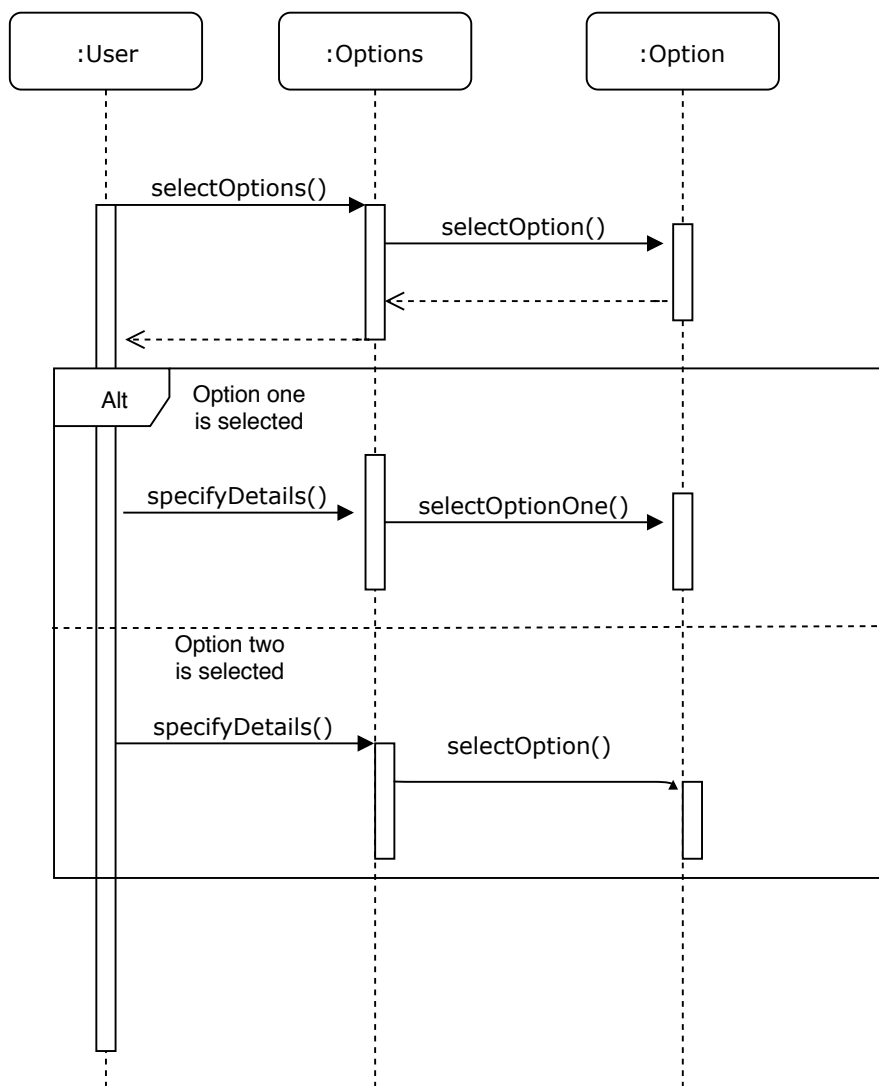 :User
:Options
:Option
selectOptions()
selectOption()
Alt
Option one
is selected
specifyDetails()
selectOptionOne()
Option two
is selected
specifyDetails()
selectOption()